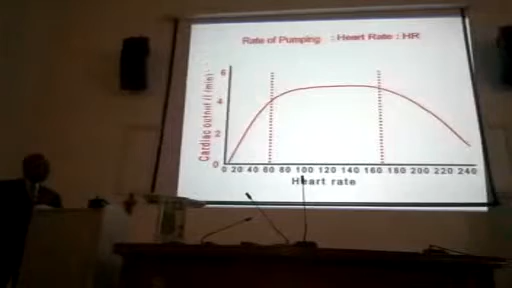 Rate of Pumping : Heart Rate : HR
Cardiac output (l /min)
6
4
2
0
0 20 40 60 80 100 120 140 160 180 200 220 240
Heart rate